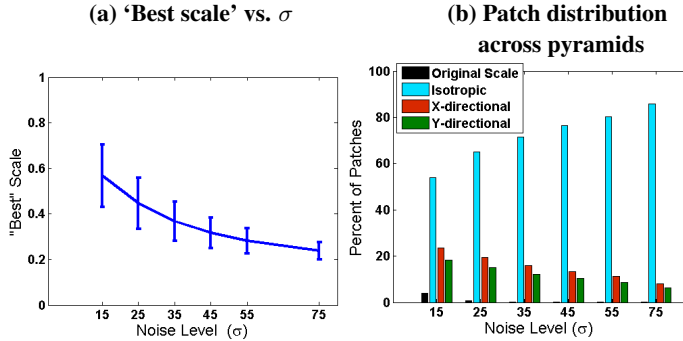 (a) ‘Best scale’ vs. σ
1
0.8
0.6
0.4
0.2
0
"Best" Scale
15 25 35 45 55 75
Noise Level (σ)
(b) Patch distribution
across pyramids
100
80
60
40
20
0
Percent of Patches
Original Scale
Isotropic
X-directional
Y-directional
15 25 35 45 55 75
Noise Level (σ)